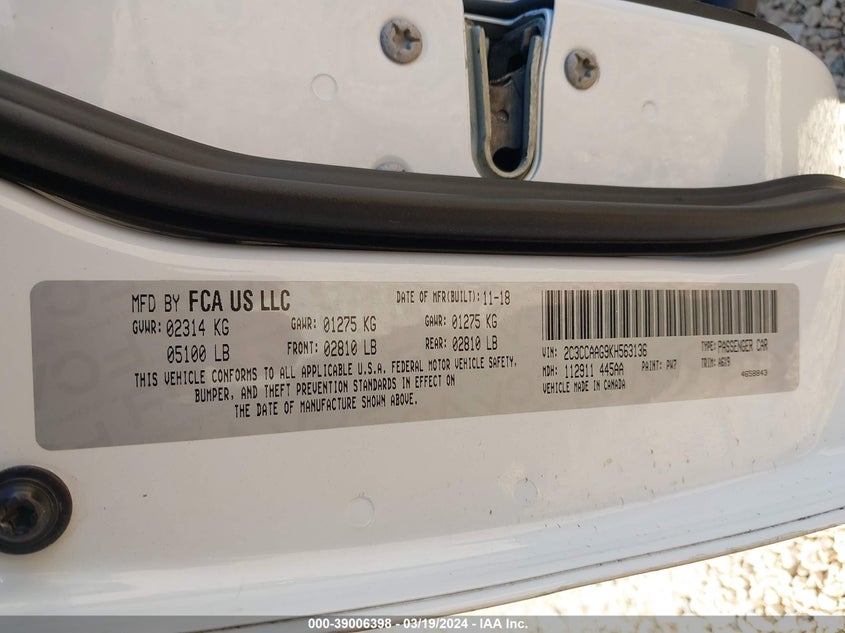 MFD BY FCA US LLC
DATE OF MFR(BUILT): 11-18
GVWR: 02314 KG
GAWR: 01275 KG
GAWR: 01275 KG
05100 LB
FRONT: 02810 LB
REAR: 02810 LB
THIS VEHICLE CONFORMS TO ALL APPLICABLE U.S.A. FEDERAL MOTOR VEHICLE SAFETY,
BUMPER, AND THEFT PREVENTION STANDARDS IN EFFECT ON
THE DATE OF MANUFACTURE SHOWN ABOVE.
VIN: 2C3CCAAG9KH563136
TYPE: PASSENGER CAR
MDH: 112911 445AA
PAINT: PW7
TRIM: A6X9
VEHICLE MADE IN CANADA
4658843
000-39006398 - 03/19/2024 - IAA Inc.